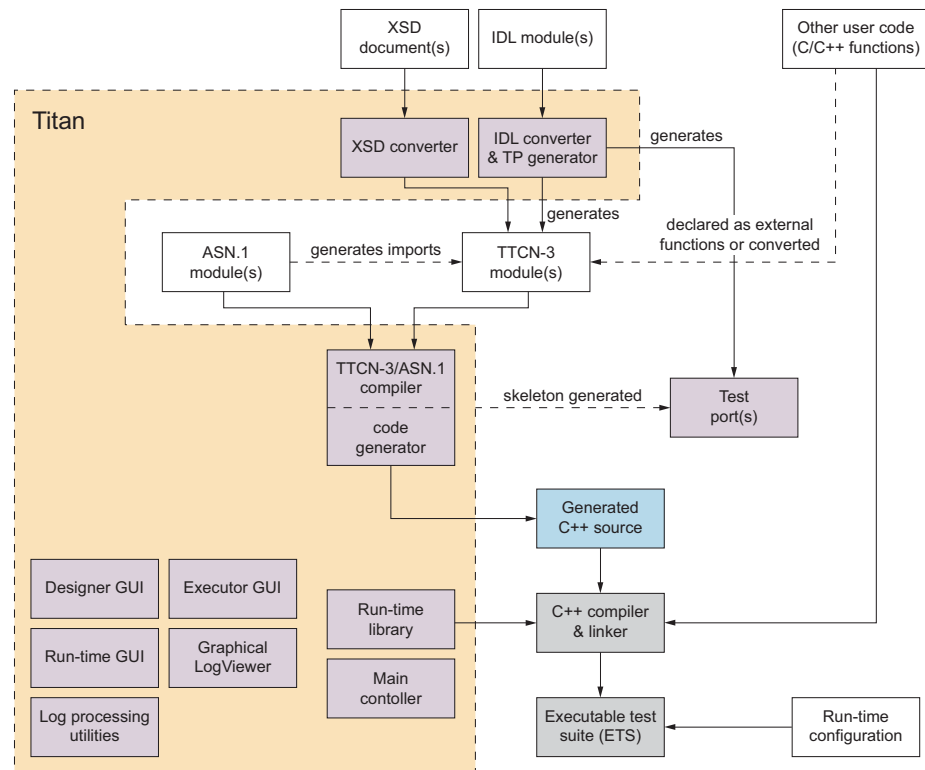 XSD
document(s)
IDL module(s)
Other user code
(C/C++ functions)
Titan
XSD converter
IDL converter
& TP generator
generates
generates
declared as external
functions or converted
ASN.1
module(s)
generates imports
TTCN-3
module(s)
TTCN-3/ASN.1
compiler
code
generator
skeleton generated
Test
port(s)
Generated
C++ source
Designer GUI
Executor GUI
Run-time
library
C++ compiler
& linker
Run-time GUI
Graphical
LogViewer
Main
contoller
Log processing
utilities
Executable test
suite (ETS)
Run-time
configuration